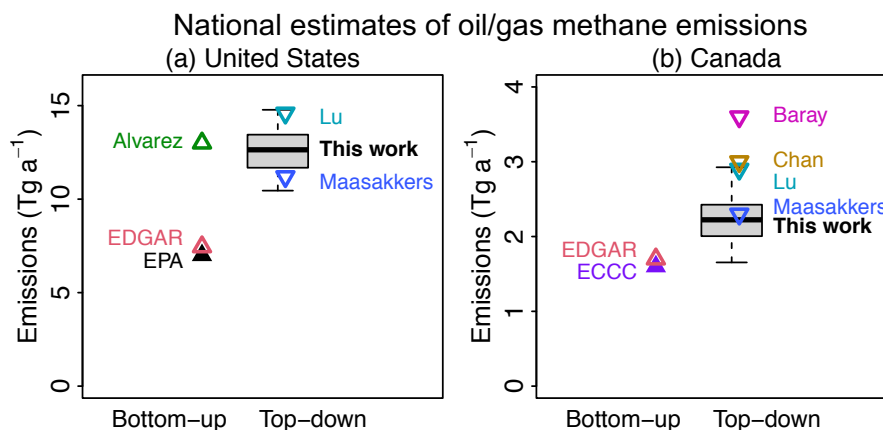 National estimates of oil/gas methane emissions
(a) United States
Emissions (Tg a⁻¹)
15
10
5
0
Alvarez
EDGAR
EPA
Lu
This work
Maasakkers
Bottom−up
Top−down
(b) Canada
Emissions (Tg a⁻¹)
4
3
2
1
0
Baray
Chan
Lu
Maasakkers
This work
EDGAR
ECCC
Bottom−up
Top−down